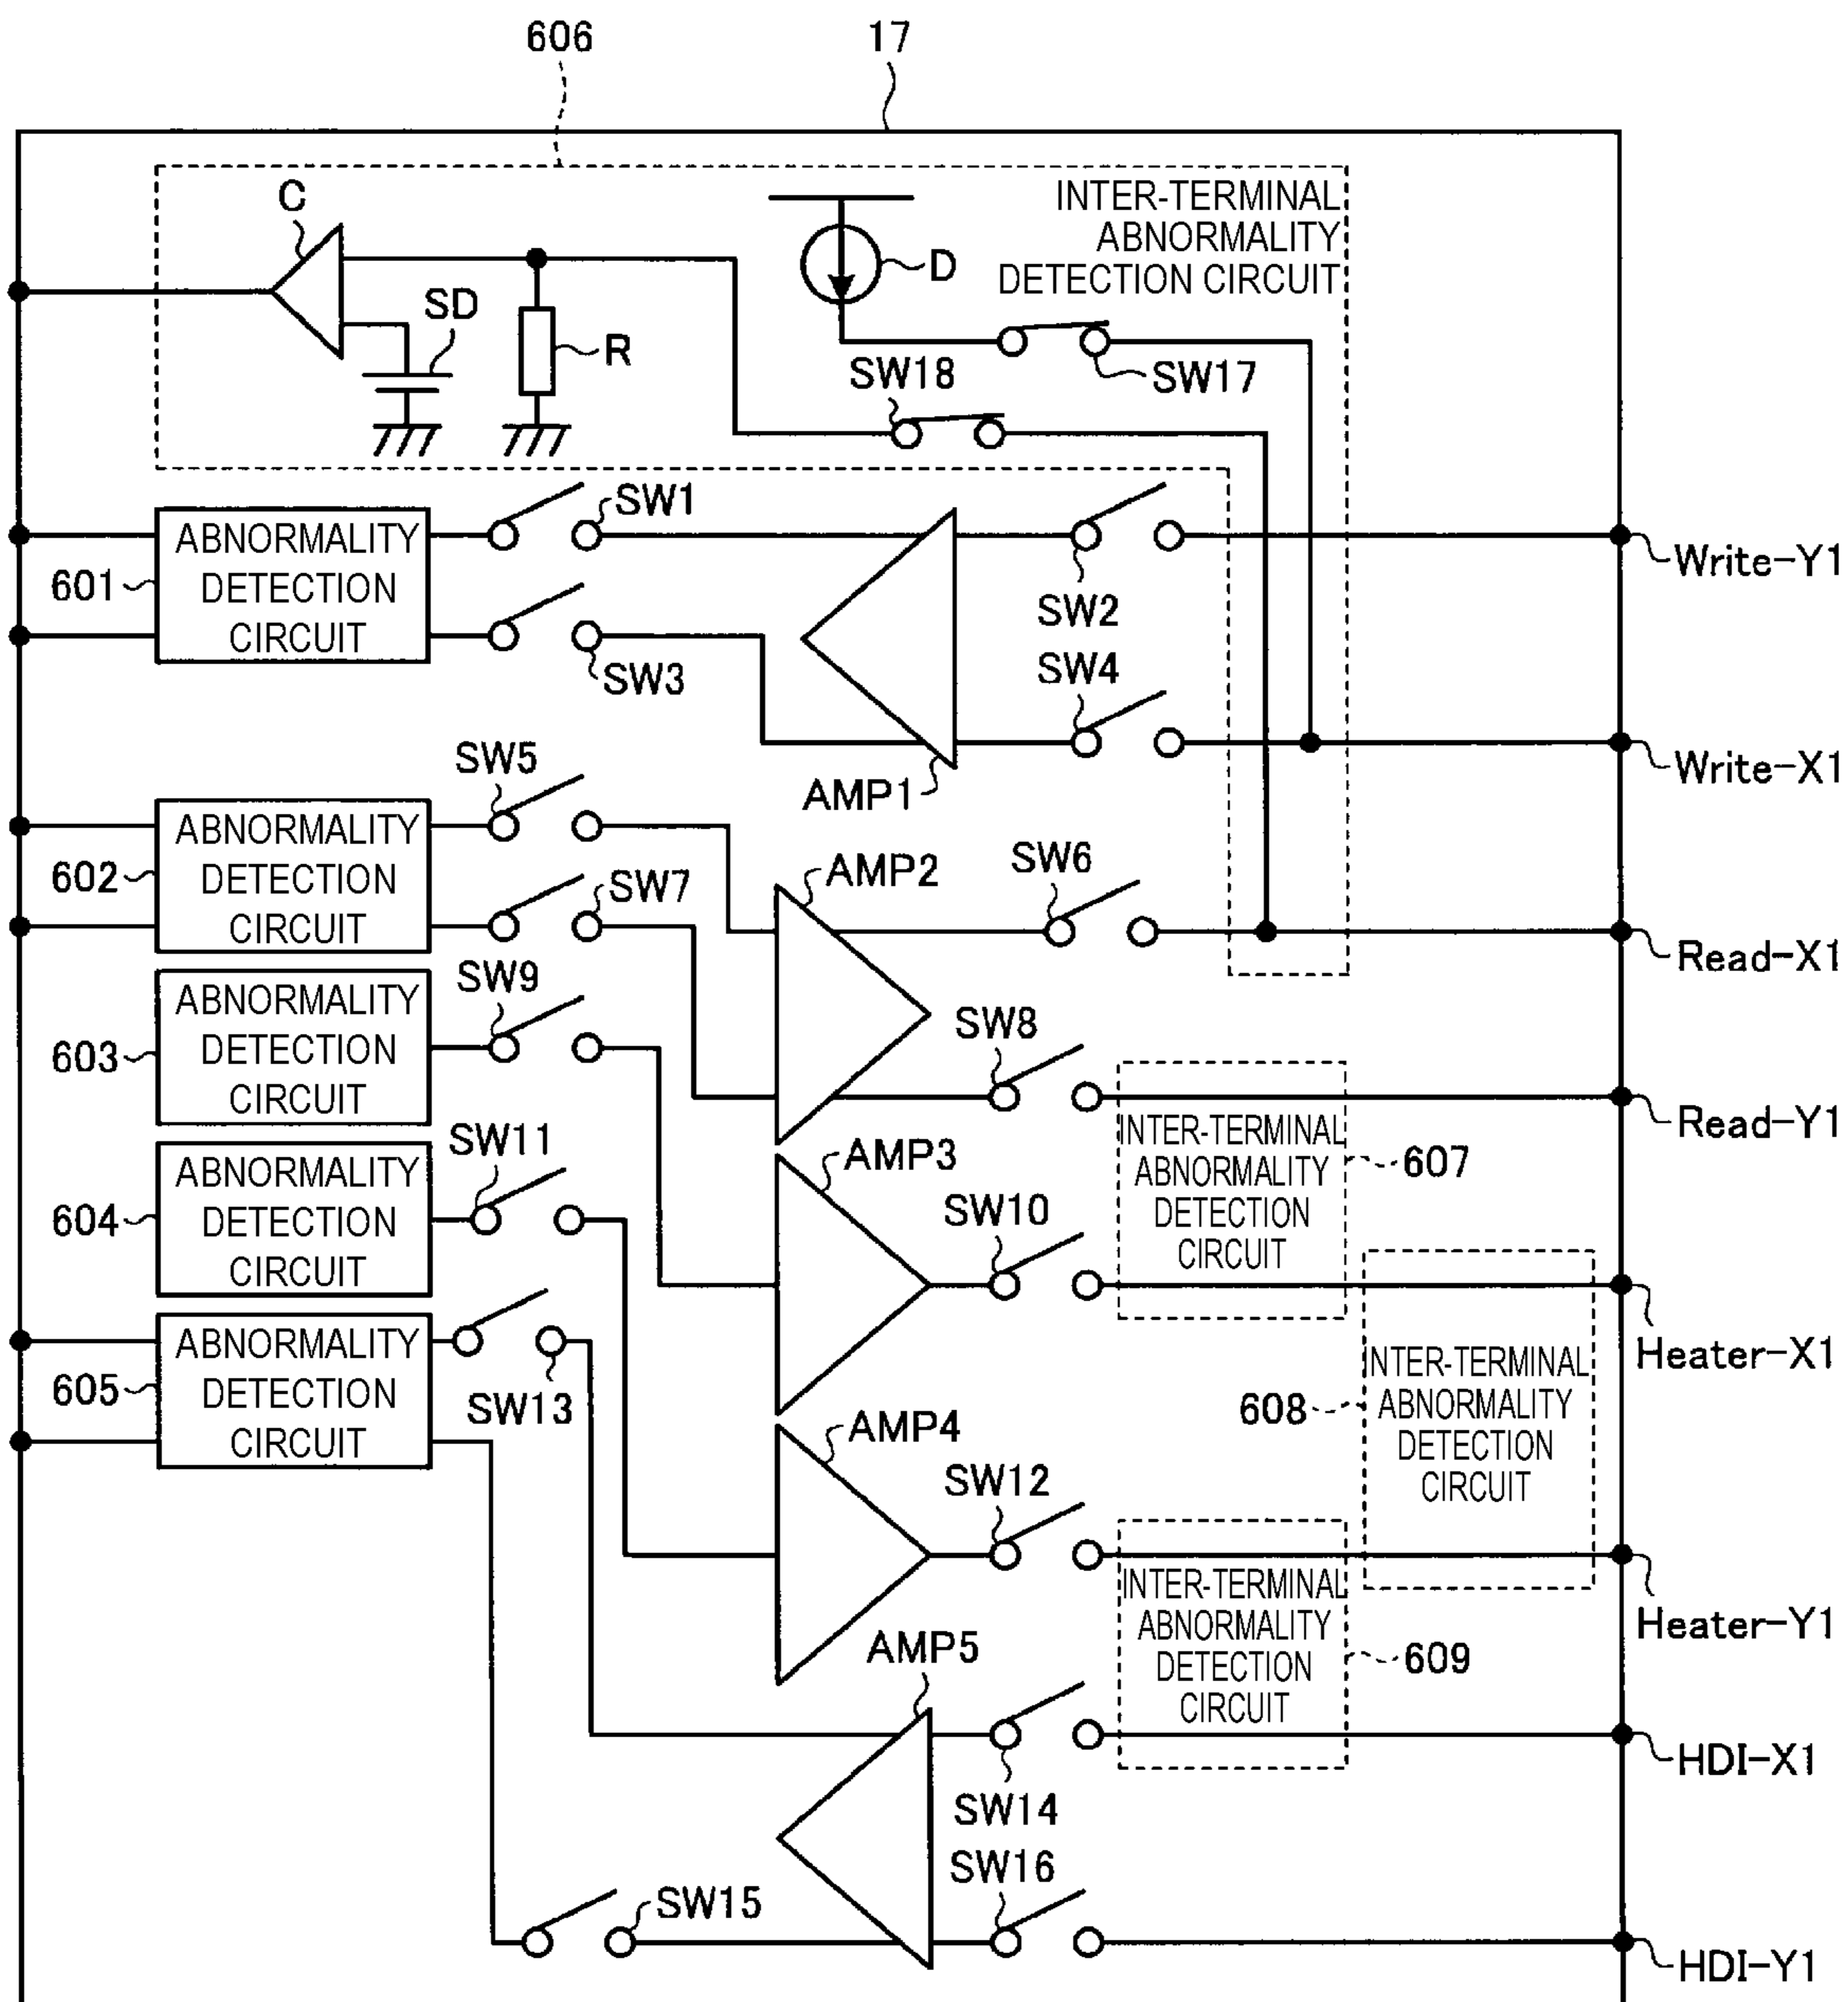 606
17
C
INTER-TERMINAL
ABNORMALITY
DETECTION CIRCUIT
D
SD
R
SW18
SW17
SW1
ABNORMALITY
DETECTION
CIRCUIT
601
SW2
Write-Y1
SW3
SW4
Write-X1
AMP1
SW5
ABNORMALITY
DETECTION
CIRCUIT
602
AMP2
SW6
SW7
Read-X1
SW9
ABNORMALITY
DETECTION
CIRCUIT
603
SW8
Read-Y1
INTER-TERMINAL
ABNORMALITY
DETECTION
CIRCUIT
607
SW11
AMP3
ABNORMALITY
DETECTION
CIRCUIT
604
SW10
Heater-X1
ABNORMALITY
DETECTION
CIRCUIT
605
SW13
NTER-TERMINAL
ABNORMALITY
DETECTION
CIRCUIT
608
AMP4
SW12
Heater-Y1
INTER-TERMINAL
ABNORMALITY
DETECTION
CIRCUIT
609
AMP5
HDI-X1
SW14
SW16
SW15
HDI-Y1